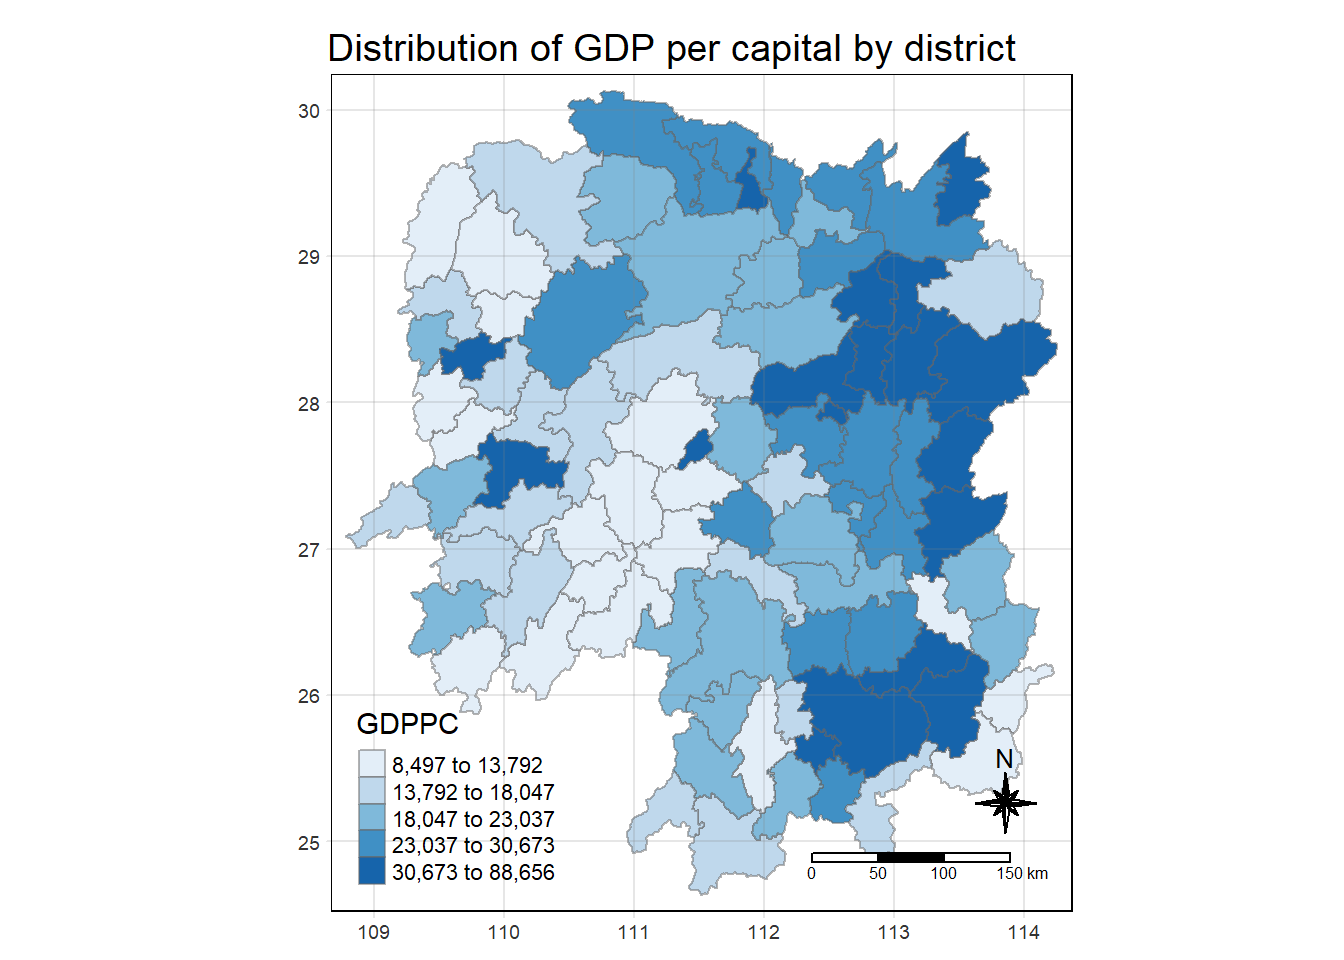 Distribution of GDP per capital by district
30
29
28
27
26
25
GDPPC
8,497 to 13,792
13,792 to 18,047
18,047 to 23,037
23,037 to 30,673
30,673 to 88,656
N
0 50 100 150 km
109 110 111 112 113 114